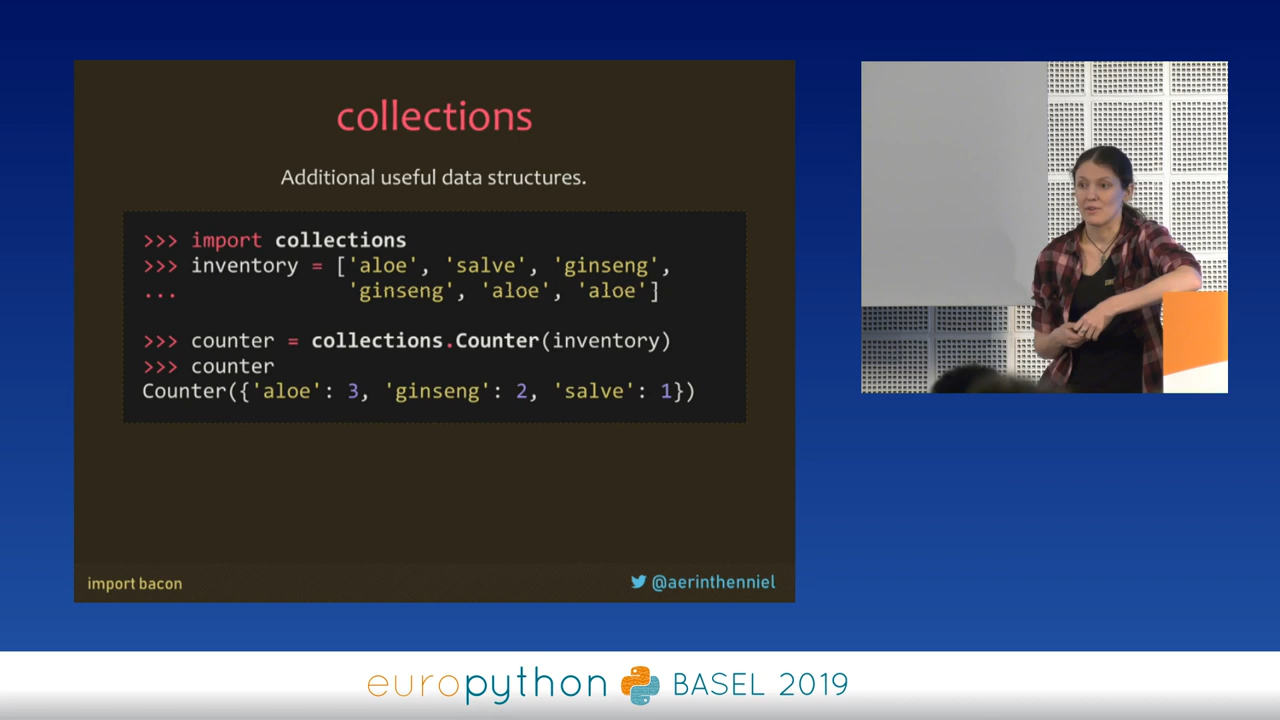 collections
Additional useful data structures.
>>> import collections
>>> inventory = ['aloe', 'salve', 'ginseng',
... 'ginseng', 'aloe', 'aloe']
>>> counter = collections.Counter(inventory)
>>> counter
Counter({'aloe': 3, 'ginseng': 2, 'salve': 1})
import bacon
@aerinthenniel
europython BASEL 2019